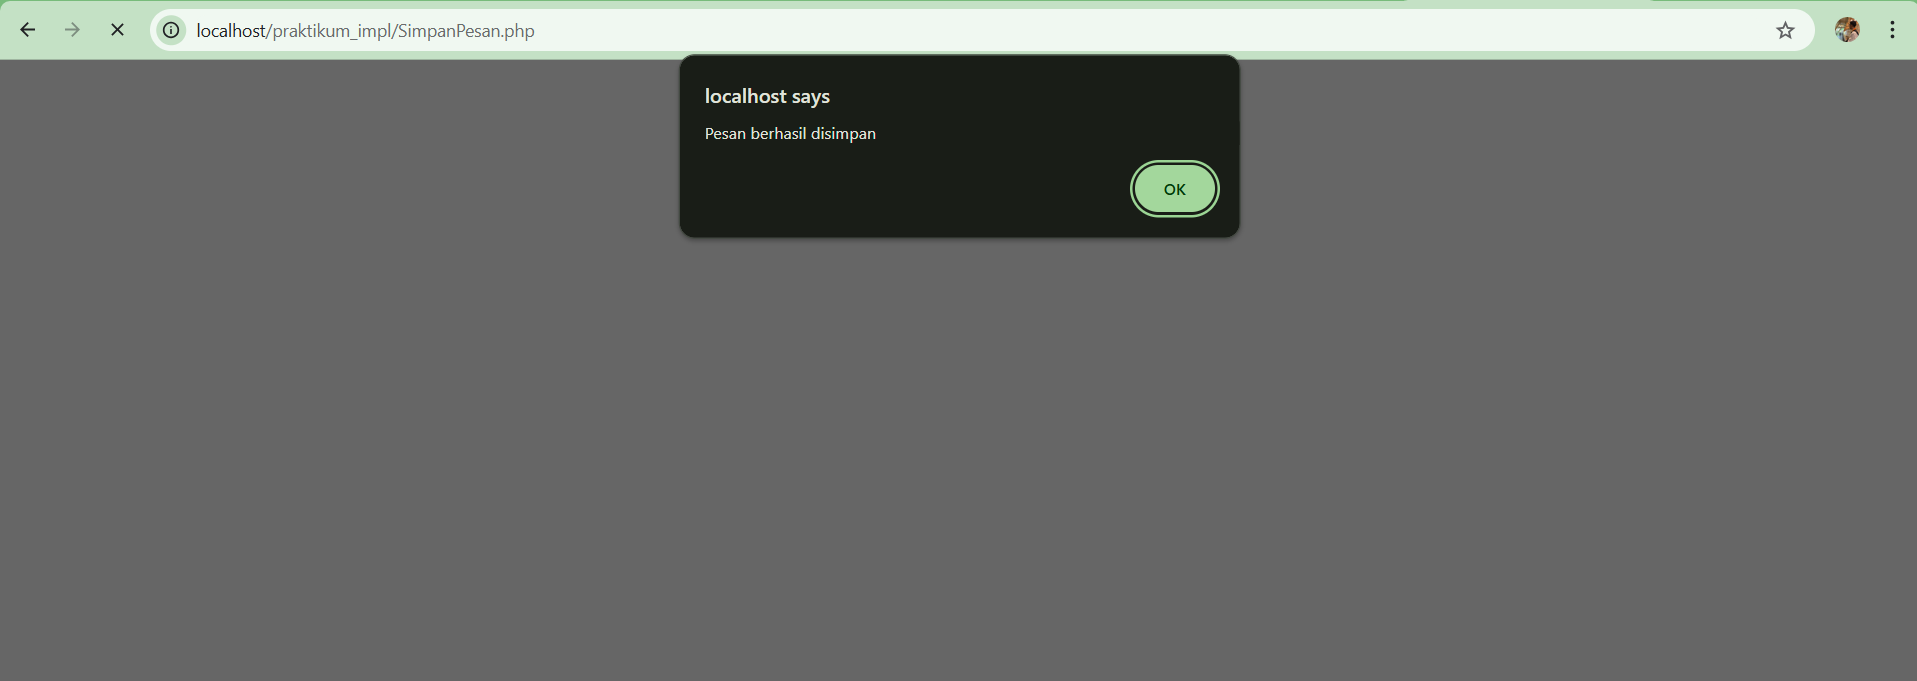 localhost/praktikum_impl/SimpanPesan.php
localhost says
Pesan berhasil disimpan
OK